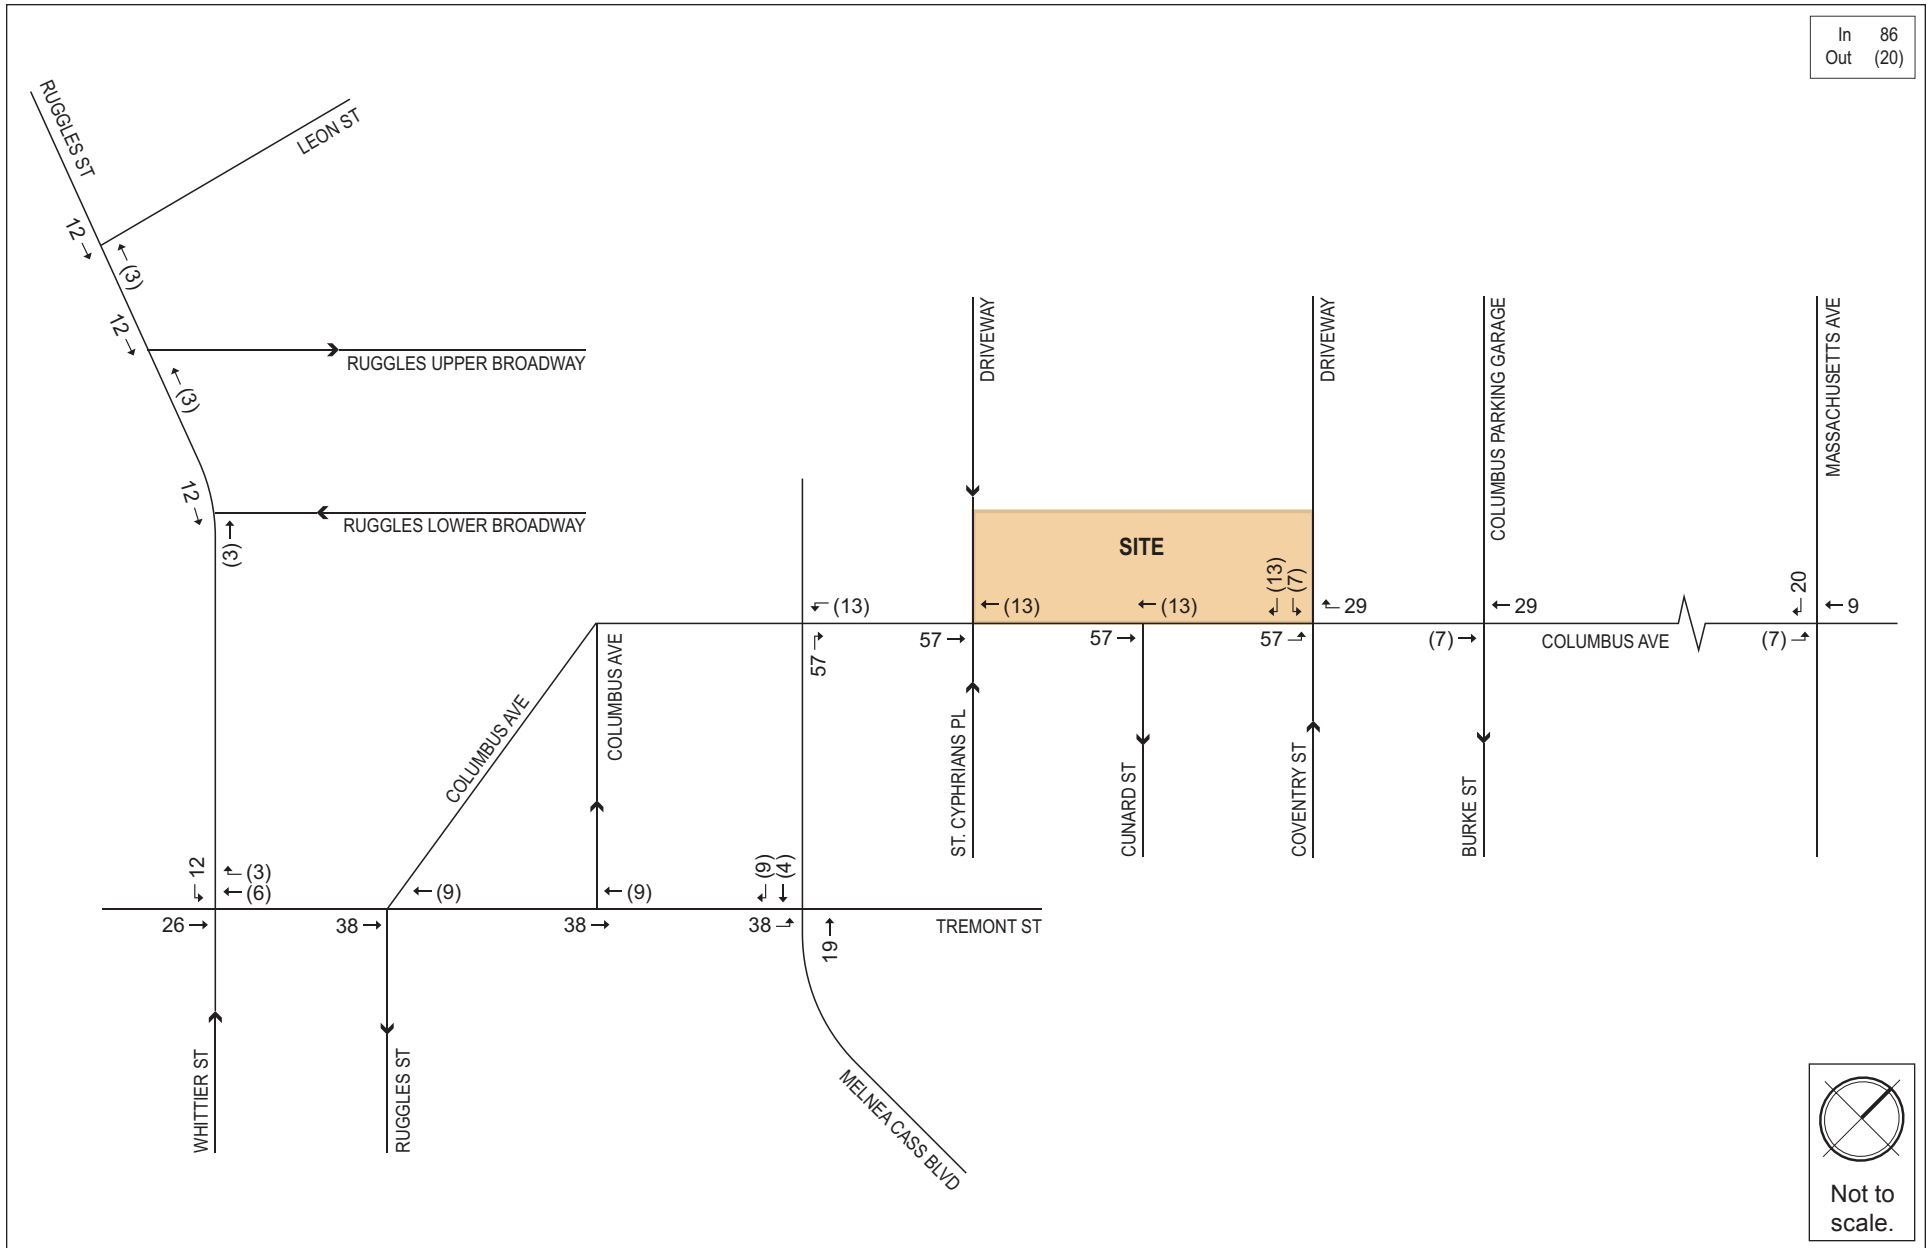 In 86
Out (20)
RUGGLES ST
LEON ST
12
(3)
12
RUGGLES UPPER BROADWAY
(3)
12
RUGGLES LOWER BROADWAY
(3)
DRIVEWAY
DRIVEWAY
COLUMBUS PARKING GARAGE
MASSACHUSETTS AVE
SITE
(13)
(13)
(13)
(13)
(7)
29
29
20
9
57
57
57
57
(7)
COLUMBUS AVE
(7)
COLUMBUS AVE
COLUMBUS AVE
ST. CYPHRIANS PL
CUNARD ST
COVENTRY ST
BURKE ST
12
(3)
(6)
(9)
(9)
(9)
(4)
26
38
38
38
19
TREMONT ST
WHITTIER ST
RUGGLES ST
MELNEA CASS BLVD
Not to
scale.